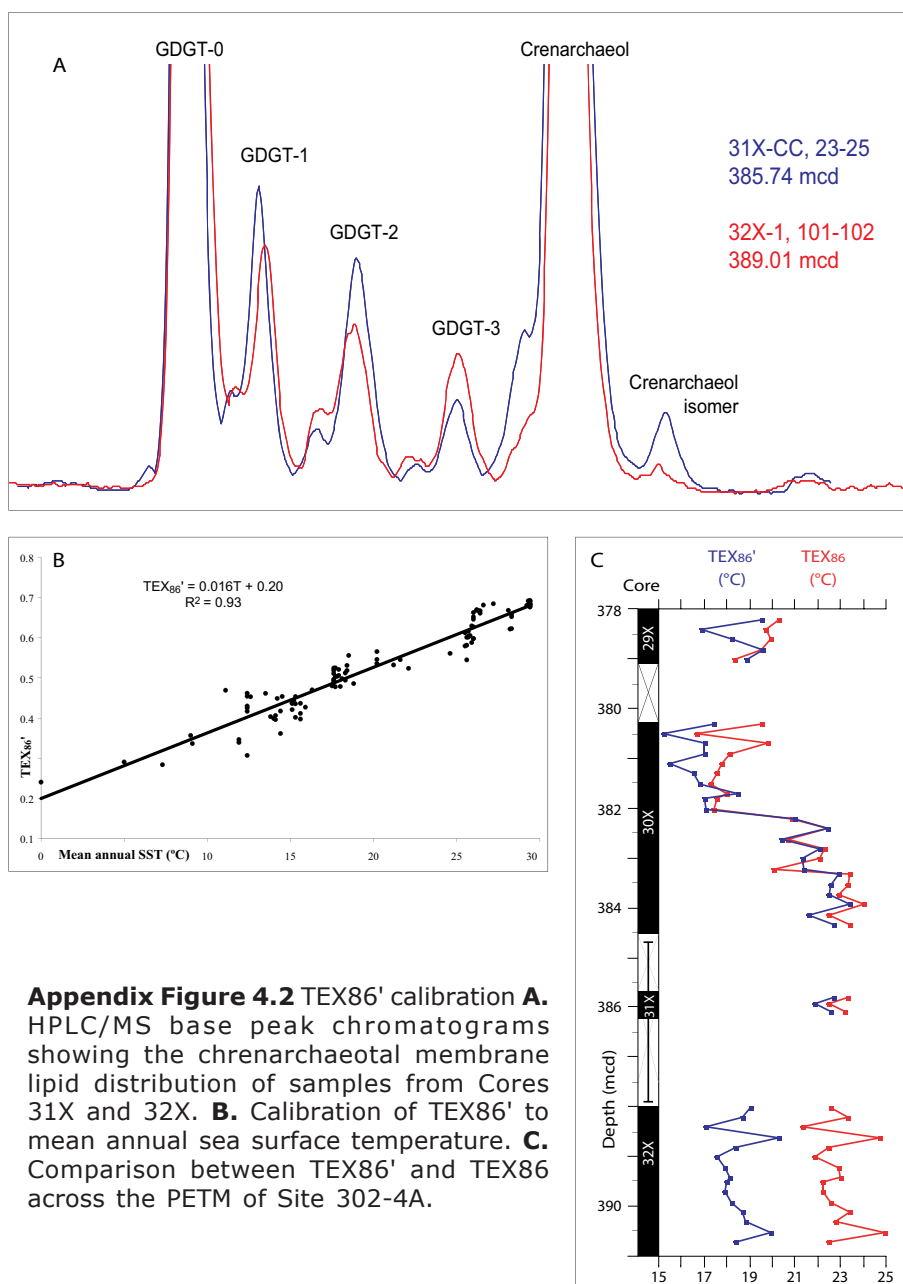 GDGT-0
Crenarchaeol
A
GDGT-1
31X-CC, 23-25
385.74 mcd
GDGT-2
32X-1, 101-102
389.01 mcd
GDGT-3
Crenarchaeol
isomer
B
TEX86' = 0.016T + 0.20
R2 = 0.93
TEX86'
0.8
0.7
0.6
0.5
0.4
0.3
0.2
0.1
0 5 10 15 20 25 30
Mean annual SST (ºC)
C
TEX86' TEX86
(°C) (°C)
Core
378
29X
380
30X
382
384
31X
386
Depth (mcd)
32X
390
15 17 19 21 23 25
Appendix Figure 4.2 TEX86' calibration A.
HPLC/MS base peak chromatograms
showing the chrenarchaeotal membrane
lipid distribution of samples from Cores
31X and 32X. B. Calibration of TEX86' to
mean annual sea surface temperature. C.
Comparison between TEX86' and TEX86
across the PETM of Site 302-4A.